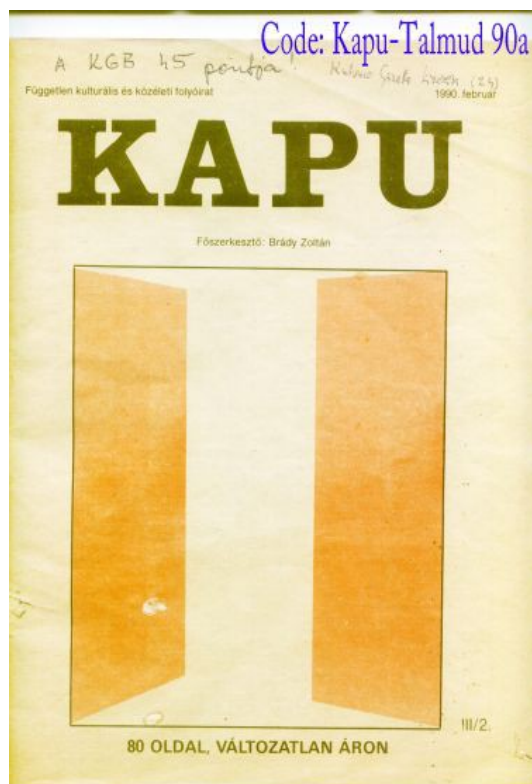 Code: Kapu-Talmud 90a
A KGB 45 pontja!
Független kulturális és közéleti folyóirat
1990. február
KAPU
Főszerkesztő: Brády Zoltán
III/2.
80 OLDAL, VÁLTOZATLAN ÁRON